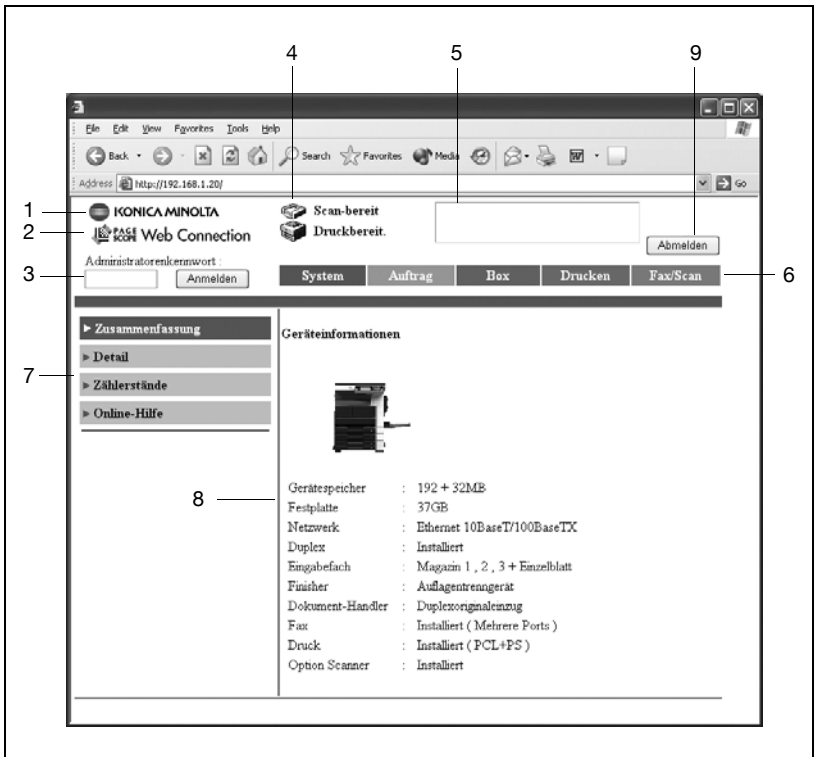 4 5 9
File Edit View Favorites Tools Help
Back Search Favorites Media
Address http://192.168.1.20/ Go
1 KONICA MINOLTA Scan-bereit
2 PAGE SCOPE Web Connection Druckbereit.
Abmelden
Administratorenkennwort :
3 Anmelden System Auftrag Box Drucken Fax/Scan 6
Zusammenfassung
Detail
7 Zählerstände
Online-Hilfe
Geräteinformationen
8
Gerätespeicher : 192 + 32MB
Festplatte : 37GB
Netzwerk : Ethernet 10BaseT/100BaseTX
Duplex : Installiert
Eingabefach : Magazin 1 , 2 , 3 + Einzelblatt
Finisher : Auflagentrenngerät
Dokument-Handler : Duplexoriginaleinzug
Fax : Installiert ( Mehrere Ports )
Druck : Installiert ( PCL+PS )
Option Scanner : Installiert